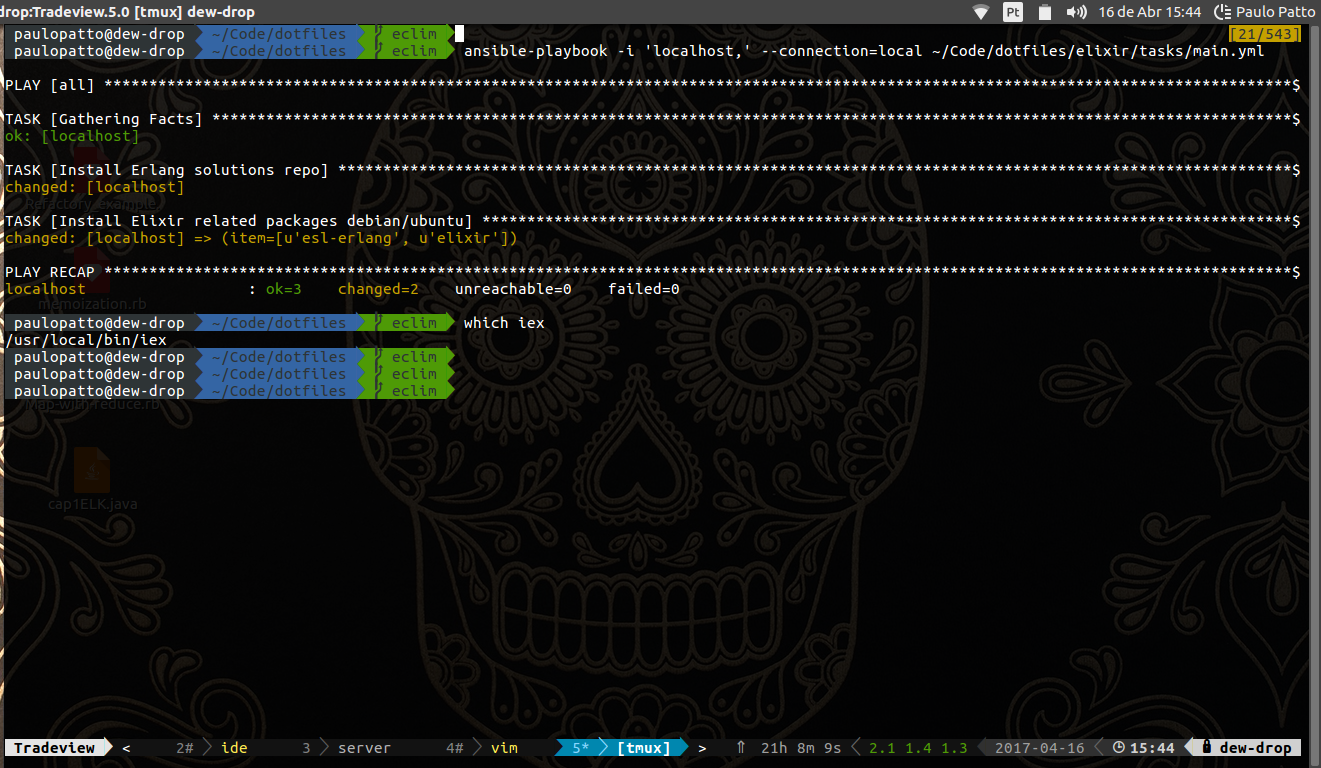 drop:Tradeview.5.0 [tmux] dew-drop
Pt 16 de Abr 15:44 Paulo Patto
paulopatto@dew-drop ~/Code/dotfiles eclim [21/543]
paulopatto@dew-drop ~/Code/dotfiles eclim ansible-playbook -i 'localhost,' --connection=local ~/Code/dotfiles/elixir/tasks/main.yml
PLAY [all] ************************************************************************************************************************************$
TASK [Gathering Facts] ************************************************************************************************************************$
ok: [localhost]
TASK [Install Erlang solutions repo] **********************************************************************************************************$
changed: [localhost]
Refactory_example
TASK [Install Elixir related packages debian/ubuntu] ******************************************************************************************$
changed: [localhost] => (item=[u'esl-erlang', u'elixir'])
PLAY RECAP ************************************************************************************************************************************$
localhost : ok=3 changed=2 unreachable=0 failed=0
memoization.rb
paulopatto@dew-drop ~/Code/dotfiles eclim which iex
/usr/local/bin/iex
paulopatto@dew-drop ~/Code/dotfiles eclim
paulopatto@dew-drop ~/Code/dotfiles eclim
paulopatto@dew-drop ~/Code/dotfiles eclim
Map-with-reduce.rb
cap1ELK.java
Tradeview < 2# ide 3 server 4# vim 5* [tmux] > ⇑ 21h 8m 9s 2.1 1.4 1.3 2017-04-16 15:44 dew-drop